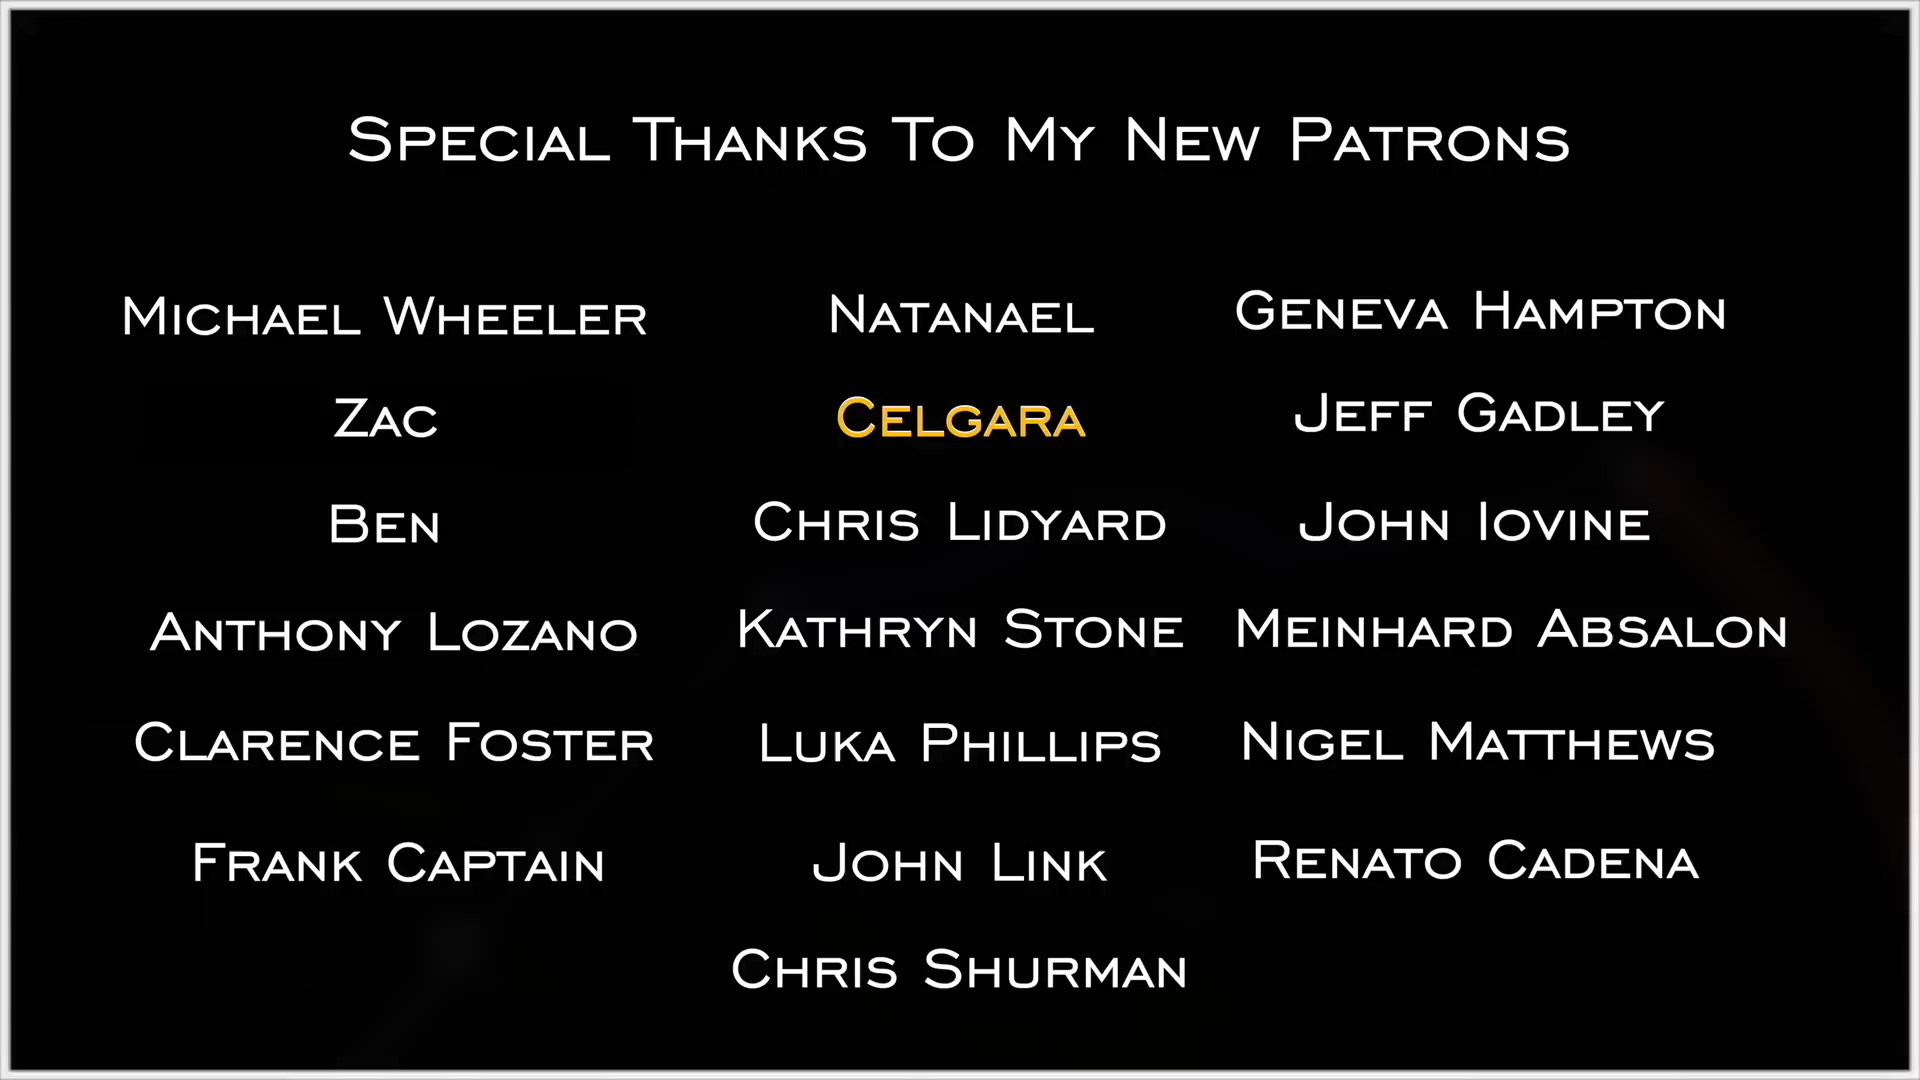 Special Thanks To My New Patrons
Michael Wheeler Natanael Geneva Hampton
Zac Celgara Jeff Gadley
Ben Chris Lidyard John Iovine
Anthony Lozano Kathryn Stone Meinhard Absalon
Clarence Foster Luka Phillips Nigel Matthews
Frank Captain John Link Renato Cadena
Chris Shurman